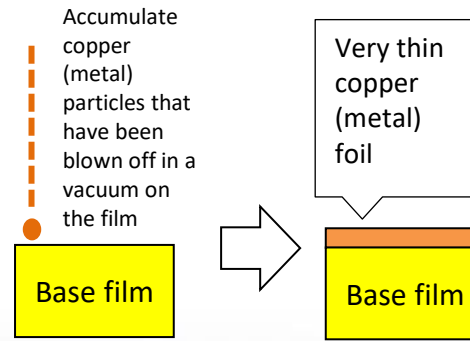 Accumulate
copper
(metal)
particles that
have been
blown off in a
vacuum on
the film
Base film
Very thin
copper
(metal)
foil
Base film